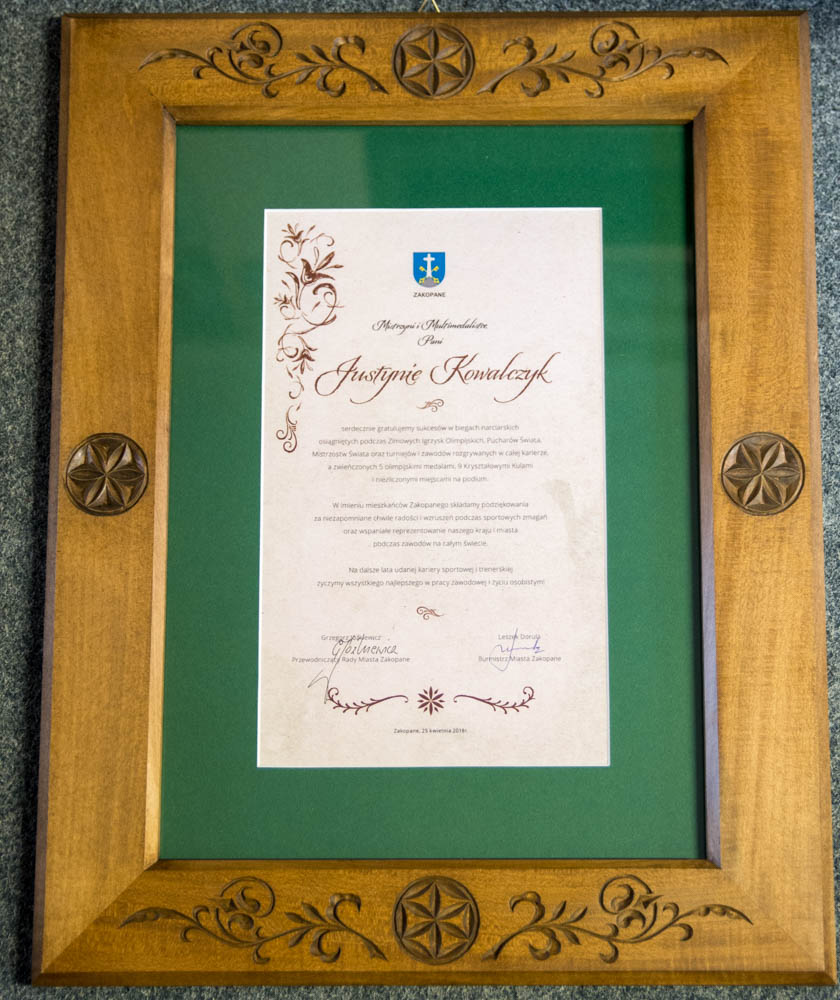 ZAKOPANE
Mistrzyni i Multimedalistce,
Pani
Justynie Kowalczyk
serdecznie gratulujemy sukcesów w biegach narciarskich
osiągniętych podczas Zimowych Igrzysk Olimpijskich, Pucharów Świata,
Mistrzostw Świata oraz turniejów i zawodów rozgrywanych w całej karierze,
a zwieńczonych 5 olimpijskimi medalami, 9 Kryształowymi Kulami
i niezliczonymi miejscami na podium.
W imieniu mieszkańców Zakopanego składamy podziękowania
za niezapomniane chwile radości i wzruszeń podczas sportowych zmagań
oraz wspaniałe reprezentowanie naszego kraju i miasta
podczas zawodów na całym świecie.
Na dalsze lata udanej kariery sportowej i trenerskiej
życzymy wszystkiego najlepszego w pracy zawodowej i życiu osobistym!
Grzegorz Jóźkiewicz
Leszek Dorula
Przewodniczący Rady Miasta Zakopane
Burmistrz Miasta Zakopane
Zakopane, 25 kwietnia 2018r.